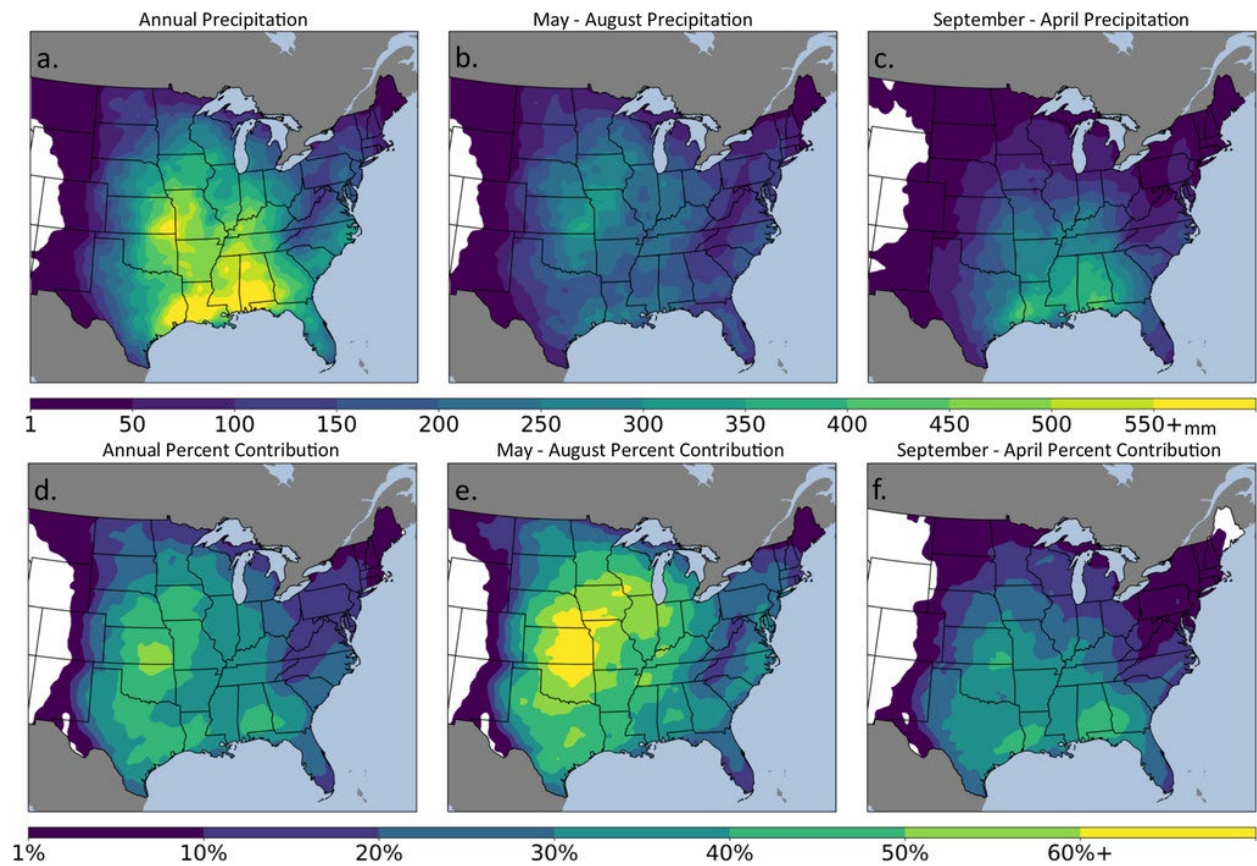 Annual Precipitation May - August Precipitation September - April Precipitation
a. b. c.
1 50 100 150 200 250 300 350 400 450 500 550+ mm
Annual Percent Contribution May - August Percent Contribution September - April Percent Contribution
d. e. f.
1% 10% 20% 30% 40% 50% 60%+